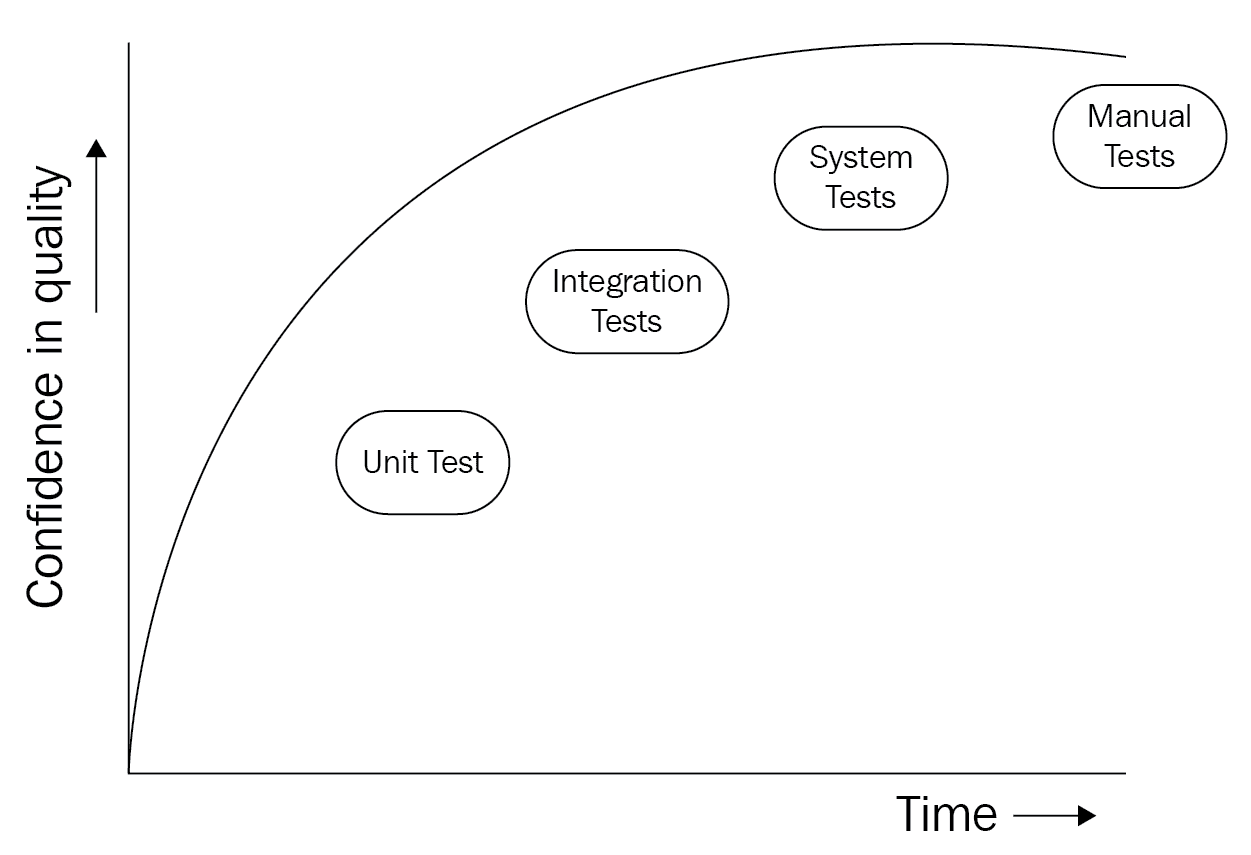 Confidence in quality
Manual
Tests
System
Tests
Integration
Tests
Unit Test
Time